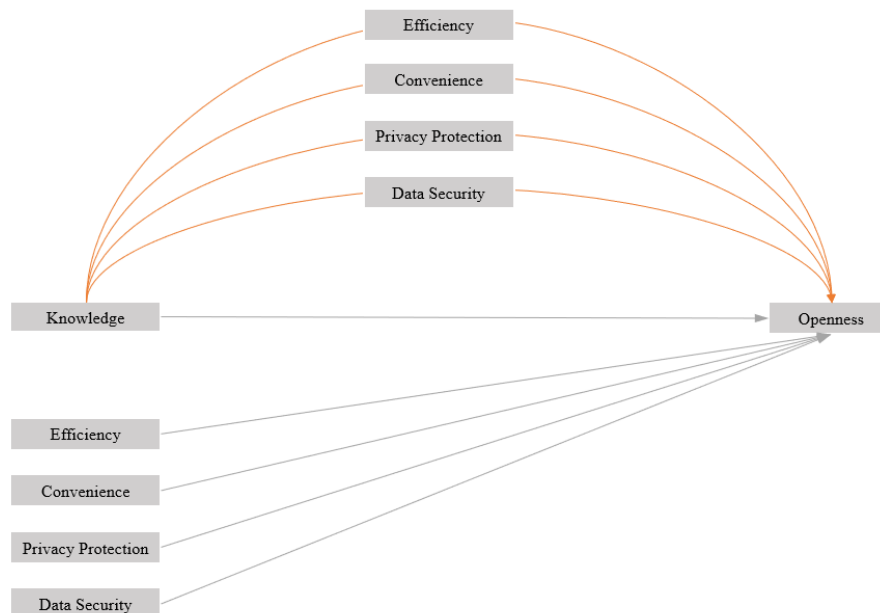 Efficiency
Convenience
Privacy Protection
Data Security
Knowledge
Openness
Efficiency
Convenience
Privacy Protection
Data Security